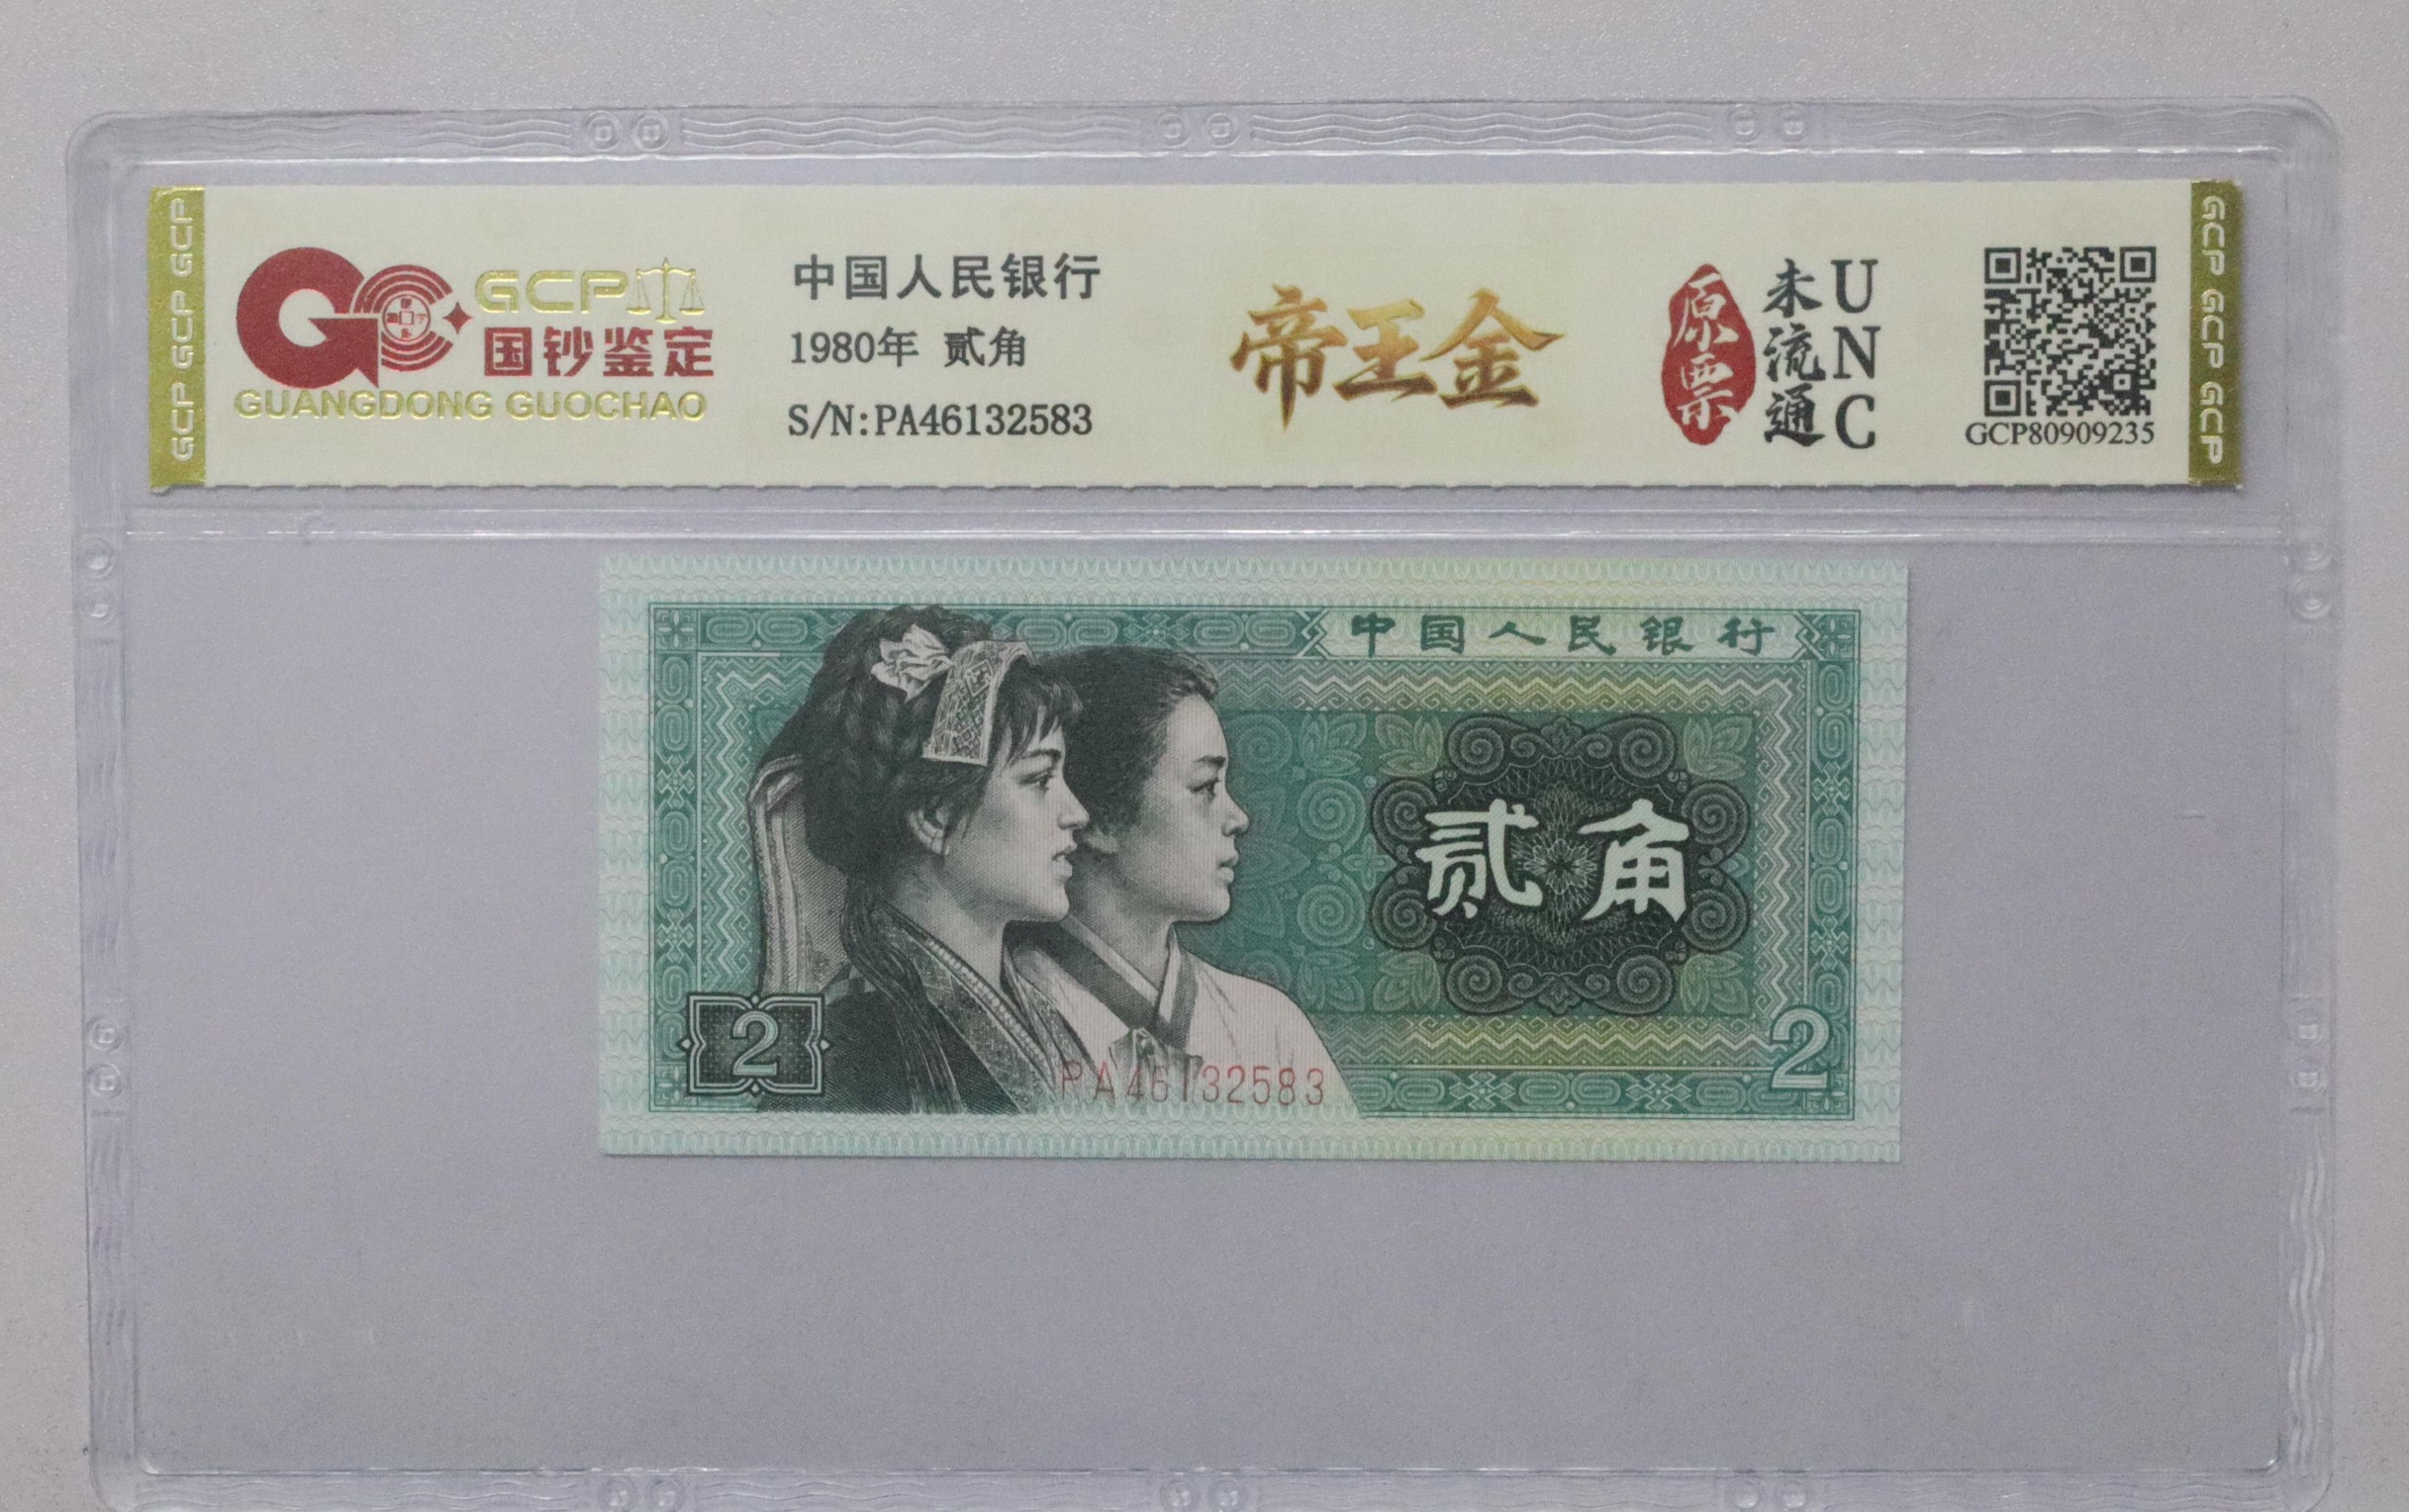 GCP GCP GCP
GCP
国钞鉴定
GUANGDONG GUOCHAO
中国人民银行
1980年 贰角
S/N:PA46132583
帝王金
原票
未流通
UNC
GCP80909235
GCP GCP GCP
中国人民银行
贰角
2
2
PA46132583